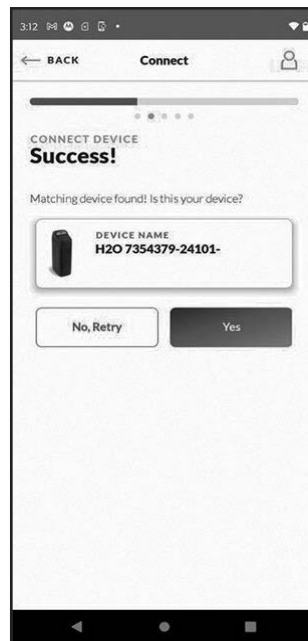 3:12
BACK Connect
CONNECT DEVICE
Success!
Matching device found! Is this your device?
DEVICE NAME
H2O 7354379-24101-
No, Retry Yes